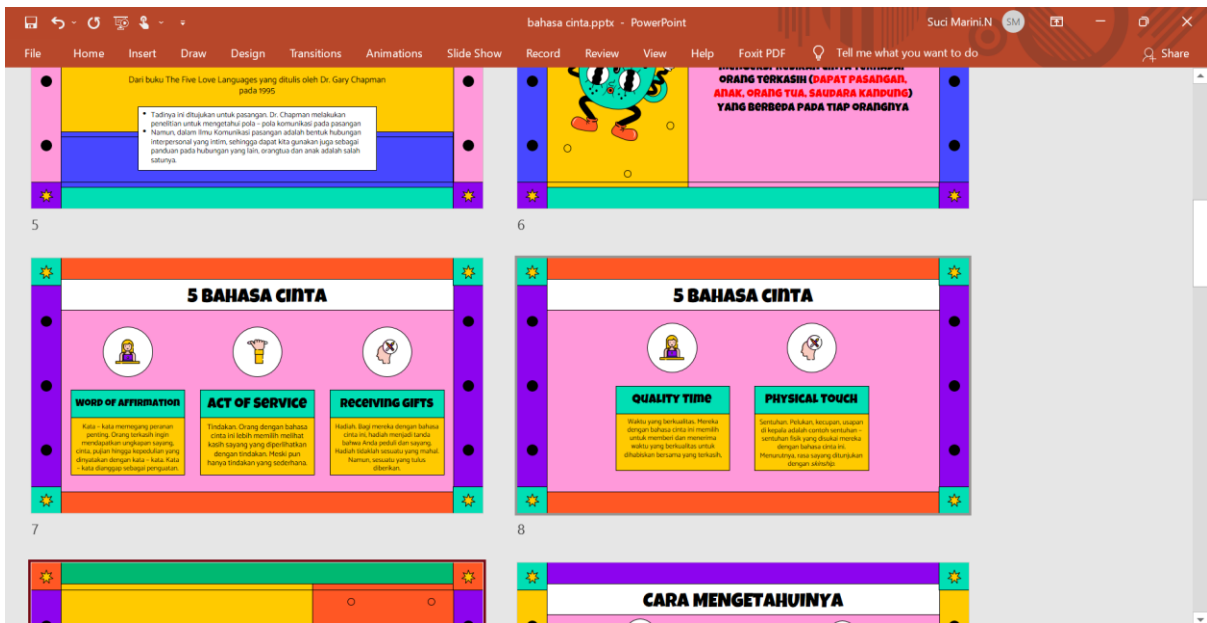 bahasa cinta.pptx - PowerPoint
Suci Marini.N
SM
File Home Insert Draw Design Transitions Animations Slide Show Record Review View Help Foxit PDF Tell me what you want to do
Share
Dari buku The Five Love Languages yang ditulis oleh Dr. Gary Chapman
pada 1995
• Tadinya ini ditujukan untuk pasangan. Dr. Chapman melakukan
penelitian untuk mengetahui pola – pola komunikasi pada pasangan
• Namun, dalam Ilmu Komunikasi pasangan adalah bentuk hubungan
interpersonal yang intim, sehingga dapat kita gunakan juga sebagai
panduan pada hubungan yang lain, orangtua dan anak adalah salah
satunya.
5
ORANG TERKASIH (DAPAT PASANGAN,
ANAK, ORANG TUA, SAUDARA KANDUNG)
YANG BERBEDA PADA TIAP ORANGNYA
6
5 BAHASA CINTA
WORD OF AFFIRMATION
Kata – kata memegang peranan
penting. Orang terkasih ingin
mendapatkan ungkapan sayang,
cinta, pujian hingga kepedulian yang
dinyatakan dengan kata – kata. Kata
– kata dianggap sebagai penguatan.
ACT OF SERVICE
Tindakan. Orang dengan bahasa
cinta ini lebih memilih melihat
kasih sayang yang diperlihatkan
dengan tindakan. Meski pun
hanya tindakan yang sederhana.
RECEIVING GIFTS
Hadiah. Bagi mereka dengan bahasa
cinta ini, hadiah menjadi tanda
bahwa Anda peduli dan sayang.
Hadiah tidaklah sesuatu yang mahal.
Namun, sesuatu yang tulus
diberikan.
7
5 BAHASA CINTA
QUALITY TIME
Waktu yang berkualitas. Mereka
dengan bahasa cinta ini memilih
untuk memberi dan menerima
waktu yang berkualitas untuk
dihabiskan bersama yang terkasih.
PHYSICAL TOUCH
Sentuhan. Pelukan, kecupan, usapan
di kepala adalah contoh sentuhan –
sentuhan fisik yang disukai mereka
dengan bahasa cinta ini.
Menurutnya, rasa sayang ditunjukan
dengan skinship.
8
CARA MENGETAHUINYA